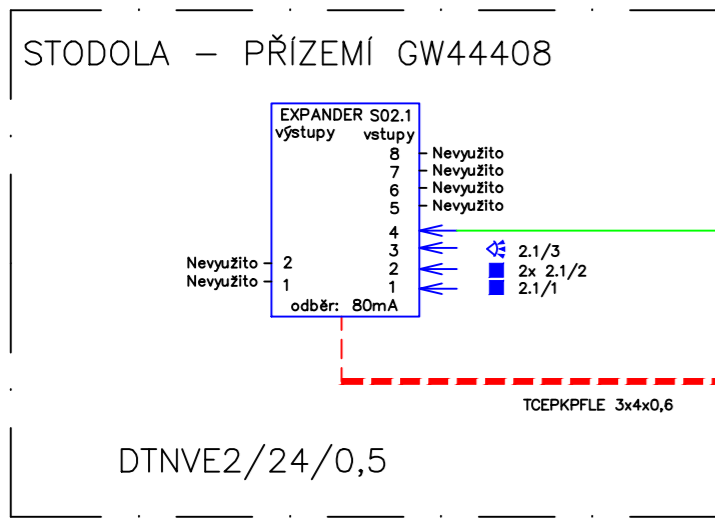 STODOLA – PŘÍZEMÍ GW44408
EXPANDER S02.1
výstupy vstupy
8 Nevyužito
7 Nevyužito
6 Nevyužito
5 Nevyužito
4
3 2.1/3
Nevyužito 2 2 2x 2.1/2
Nevyužito 1 1 2.1/1
odběr: 80mA
TCEPKPFLE 3x4x0,6
DTNVE2/24/0,5